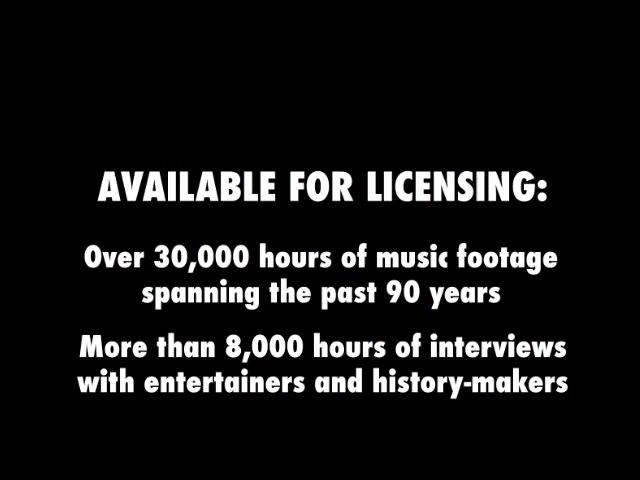 AVAILABLE FOR LICENSING:
Over 30,000 hours of music footage
spanning the past 90 years
More than 8,000 hours of interviews
with entertainers and history-makers